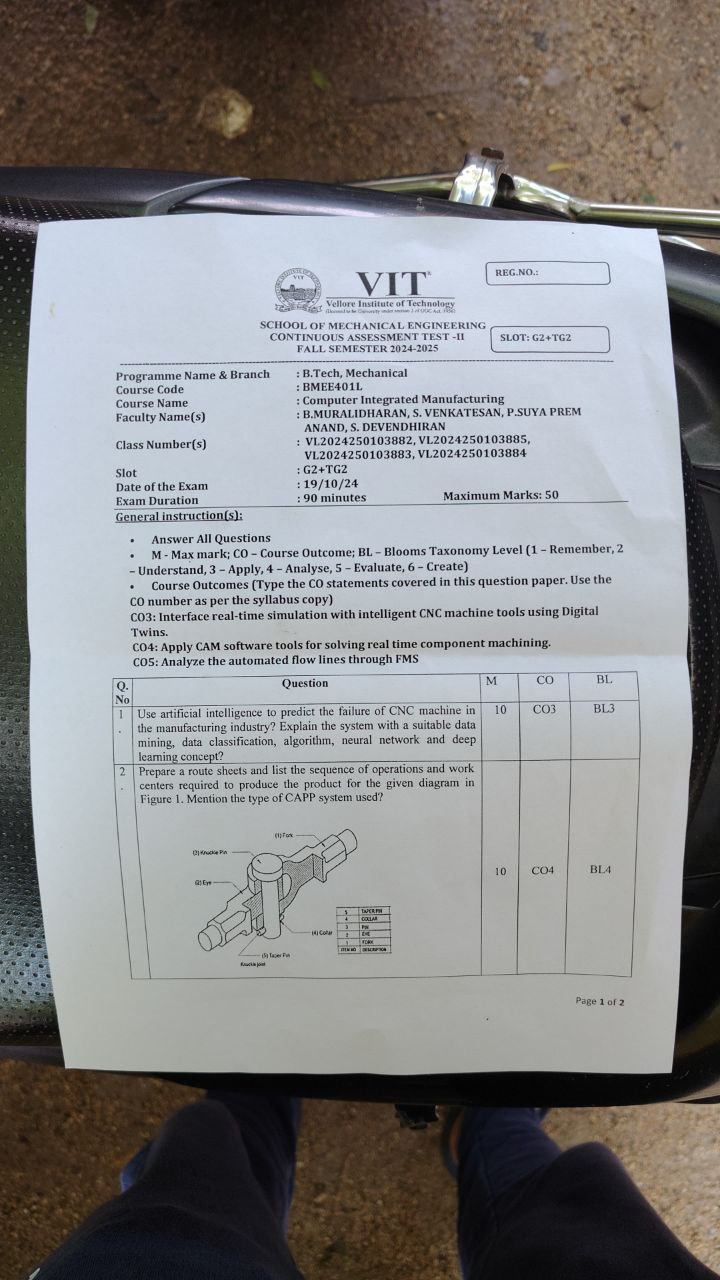 VIT
Vellore Institute of Technology
(Deemed to be University under section 3 of UGC Act, 1956)
REG.NO.:
SCHOOL OF MECHANICAL ENGINEERING
CONTINUOUS ASSESSMENT TEST -II
FALL SEMESTER 2024-2025
SLOT: G2+TG2
Programme Name & Branch : B.Tech, Mechanical
Course Code : BMEE401L
Course Name : Computer Integrated Manufacturing
Faculty Name(s) : B.MURALIDHARAN, S. VENKATESAN, P.SUYA PREM
ANAND, S. DEVENDHIRAN
Class Number(s) : VL2024250103882, VL2024250103885,
VL2024250103883, VL2024250103884
Slot : G2+TG2
Date of the Exam : 19/10/24
Exam Duration : 90 minutes Maximum Marks: 50
General instruction(s):
• Answer All Questions
• M - Max mark; CO – Course Outcome; BL – Blooms Taxonomy Level (1 – Remember, 2
– Understand, 3 – Apply, 4 – Analyse, 5 – Evaluate, 6 – Create)
• Course Outcomes (Type the CO statements covered in this question paper. Use the
CO number as per the syllabus copy)
CO3: Interface real-time simulation with intelligent CNC machine tools using Digital
Twins.
CO4: Apply CAM software tools for solving real time component machining.
CO5: Analyze the automated flow lines through FMS
Q. No Question M CO BL
1 . Use artificial intelligence to predict the failure of CNC machine in 10 CO3 BL3
the manufacturing industry? Explain the system with a suitable data
mining, data classification, algorithm, neural network and deep
learning concept?
2 . Prepare a route sheets and list the sequence of operations and work
centers required to produce the product for the given diagram in
Figure 1. Mention the type of CAPP system used?
(1) Fork
(3) Knuckle Pin
(2) Eye
10 CO4 BL4
(4) Collar
(5) Taper Pin
Knuckle Joint
5 TAPER PIN
4 COLLAR
3 PIN
2 EYE
1 FORK
ITEM NO DESCRIPTION
Page 1 of 2